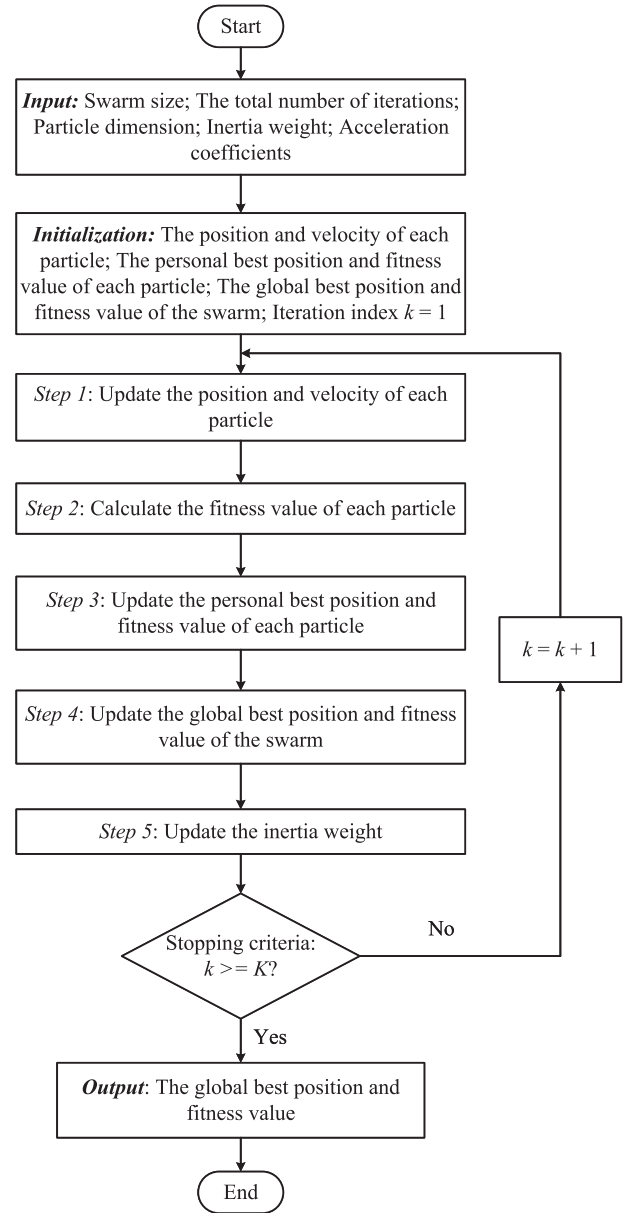 Start
Input: Swarm size; The total number of iterations;
Particle dimension; Inertia weight; Acceleration
coefficients
Initialization: The position and velocity of each
particle; The personal best position and fitness
value of each particle; The global best position and
fitness value of the swarm; Iteration index k = 1
Step 1: Update the position and velocity of each
particle
Step 2: Calculate the fitness value of each particle
Step 3: Update the personal best position and
fitness value of each particle
k = k + 1
Step 4: Update the global best position and fitness
value of the swarm
Step 5: Update the inertia weight
Stopping criteria:
k >= K?
No
Yes
Output: The global best position and
fitness value
End